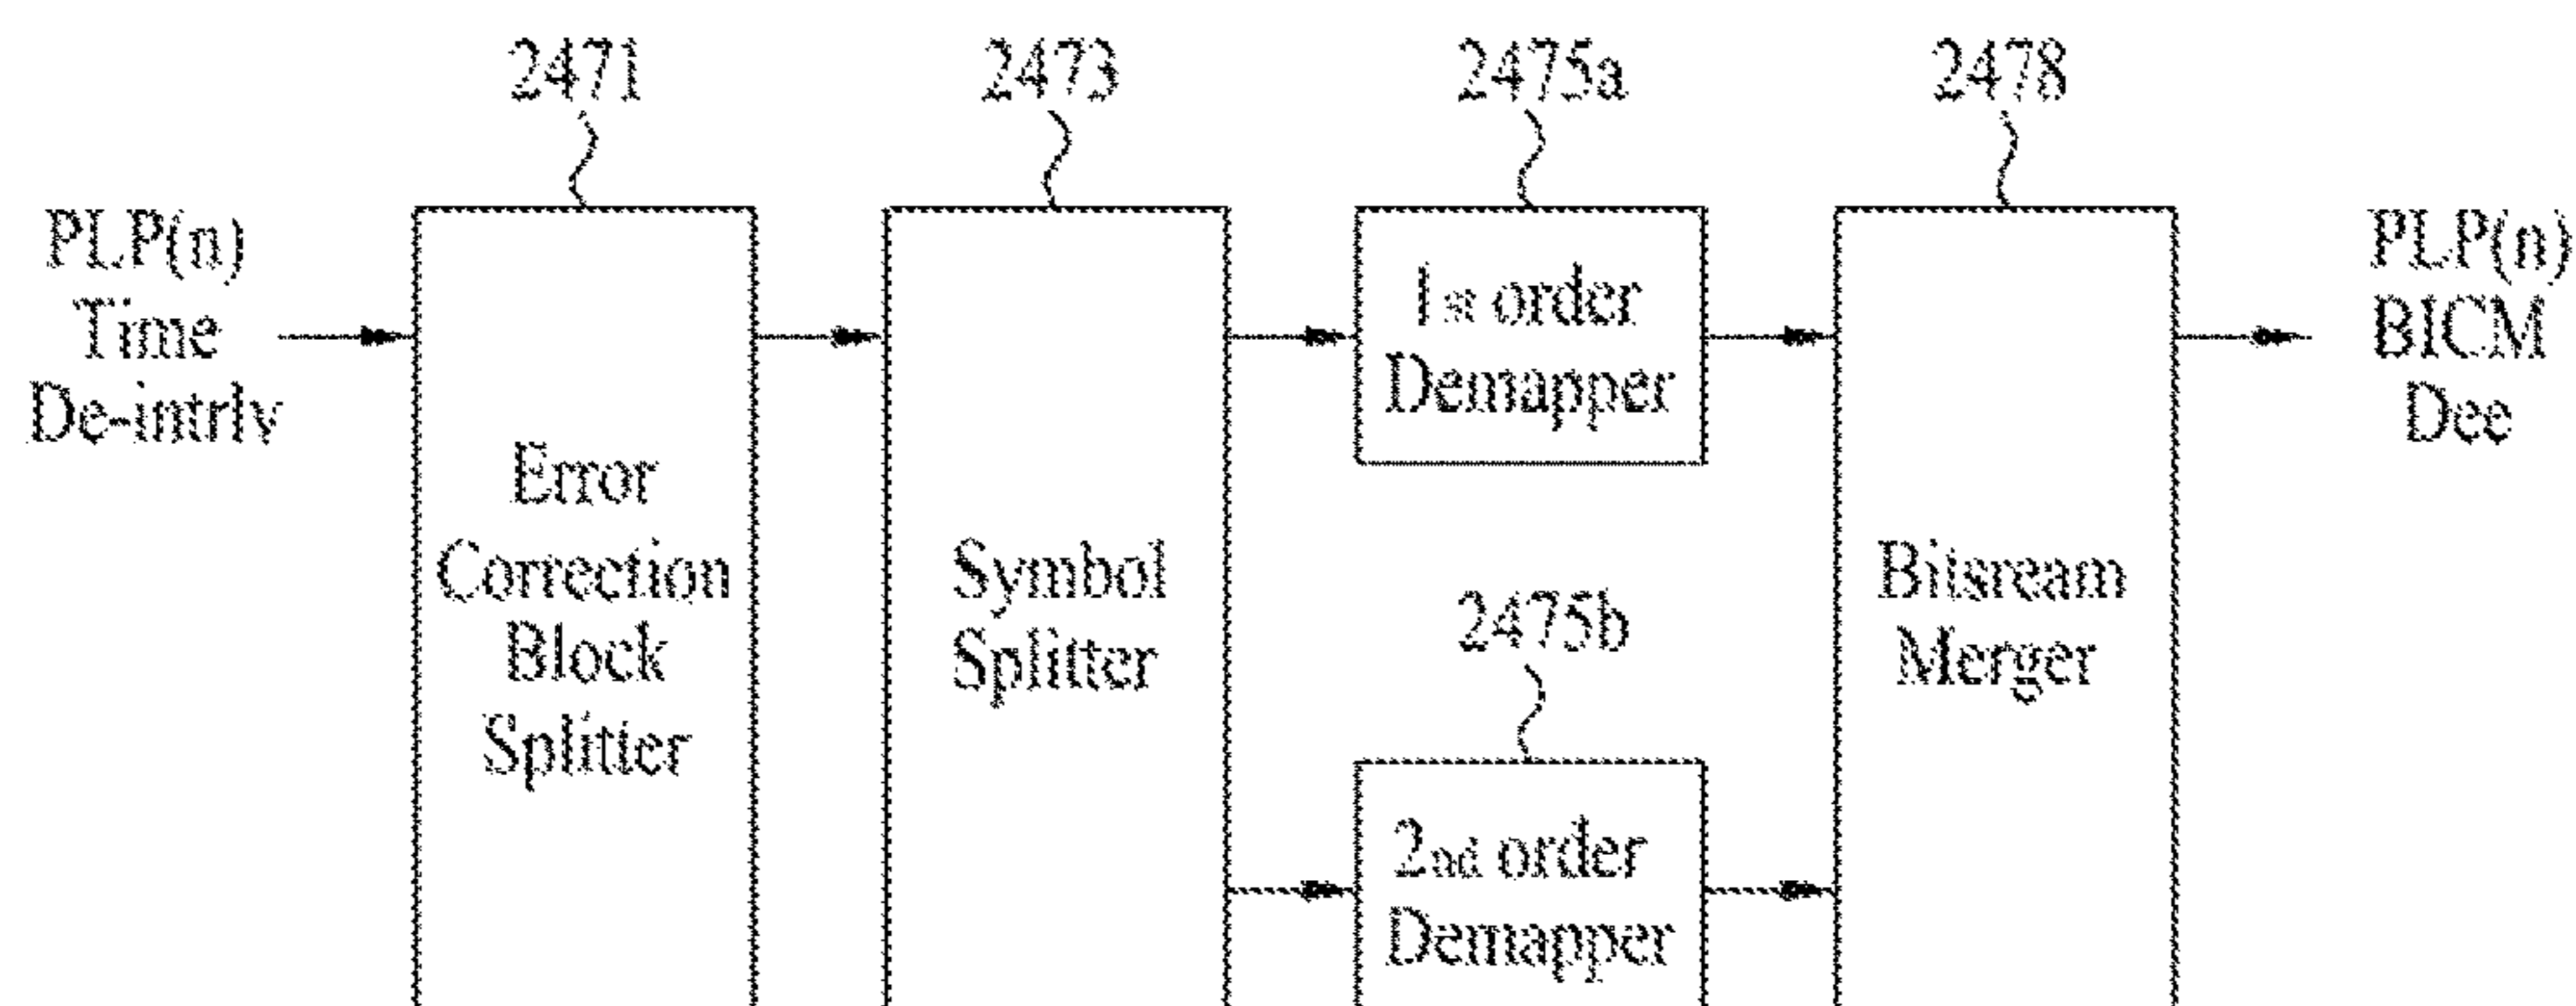 2471
2473
2475a
2478
PLP(n)
Time
De-intrlv
Error
Correction
Block
Splitter
Symbol
Splitter
1st order
Demapper
2475b
2nd order
Demapper
Bitsream
Merger
PLP(n)
BICM
Dee